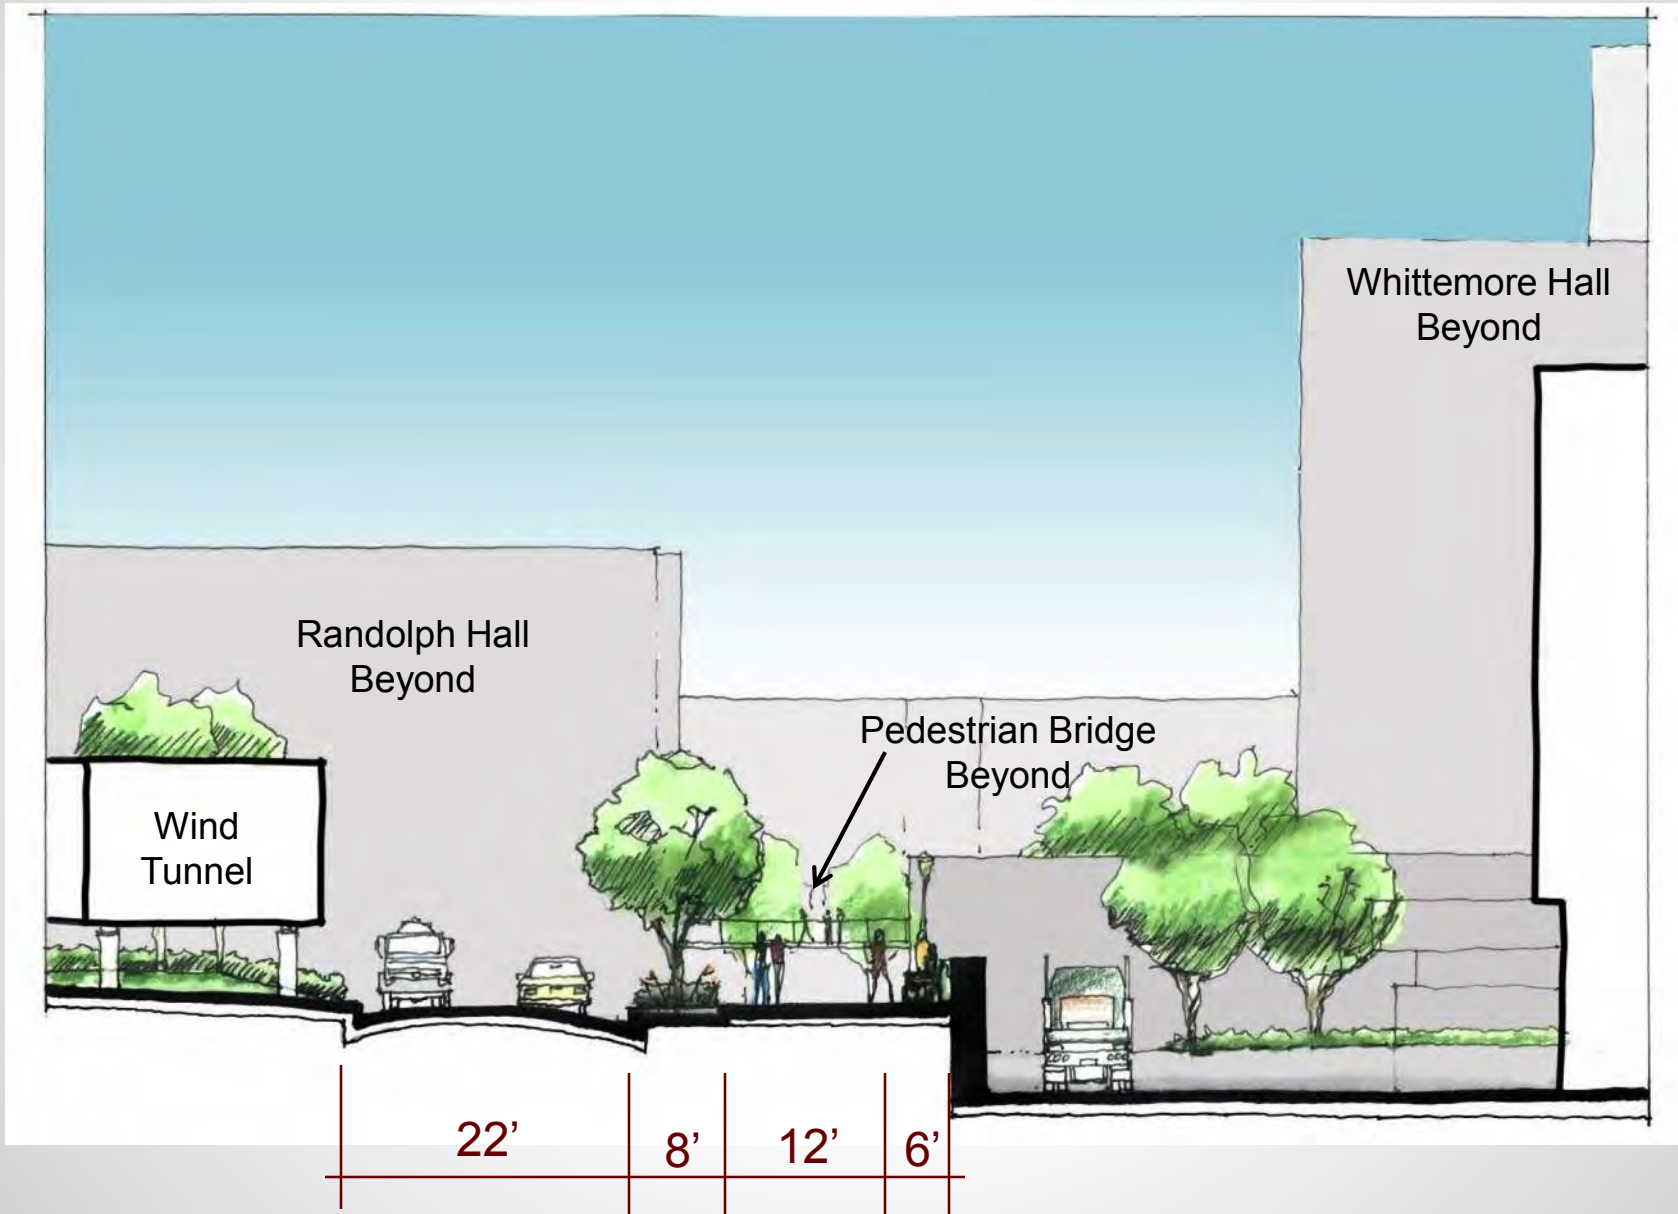 Whittemore Hall
Beyond
Randolph Hall
Beyond
Pedestrian Bridge
Beyond
Wind
Tunnel
22’
8’
12’
6’